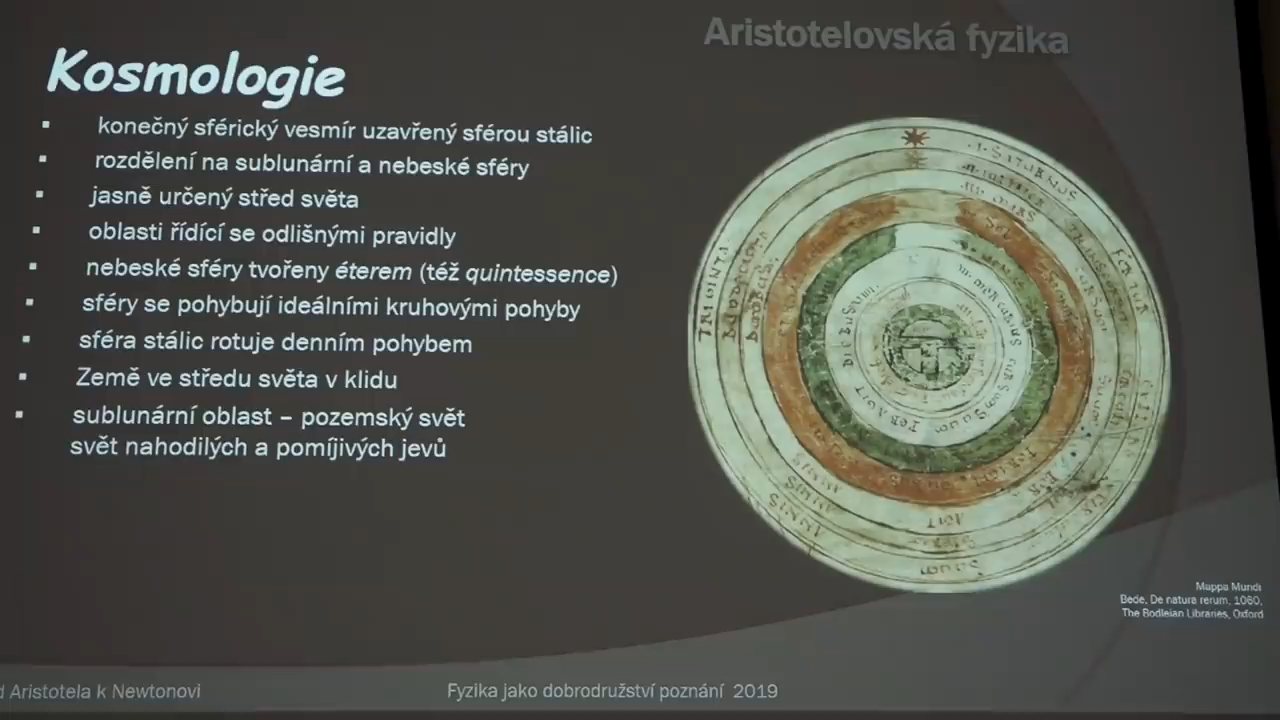 Aristotelovská fyzika
Kosmologie
▪ konečný sférický vesmír uzavřený sférou stálic
▪ rozdělení na sublunární a nebeské sféry
▪ jasně určený střed světa
▪ oblasti řídící se odlišnými pravidly
▪ nebeské sféry tvořeny éterem (též quintessence)
▪ sféry se pohybují ideálními kruhovými pohyby
▪ sféra stálic rotuje denním pohybem
▪ Země ve středu světa v klidu
▪ sublunární oblast – pozemský svět
svět nahodilých a pomíjivých jevů
SATURNUS
TRIGINTA
ANNIS
Mappa Mundi
Bede, De natura rerum, 1060,
The Bodleian Libraries, Oxford
Aristotela k Newtonovi
Fyzika jako dobrodružství poznání 2019